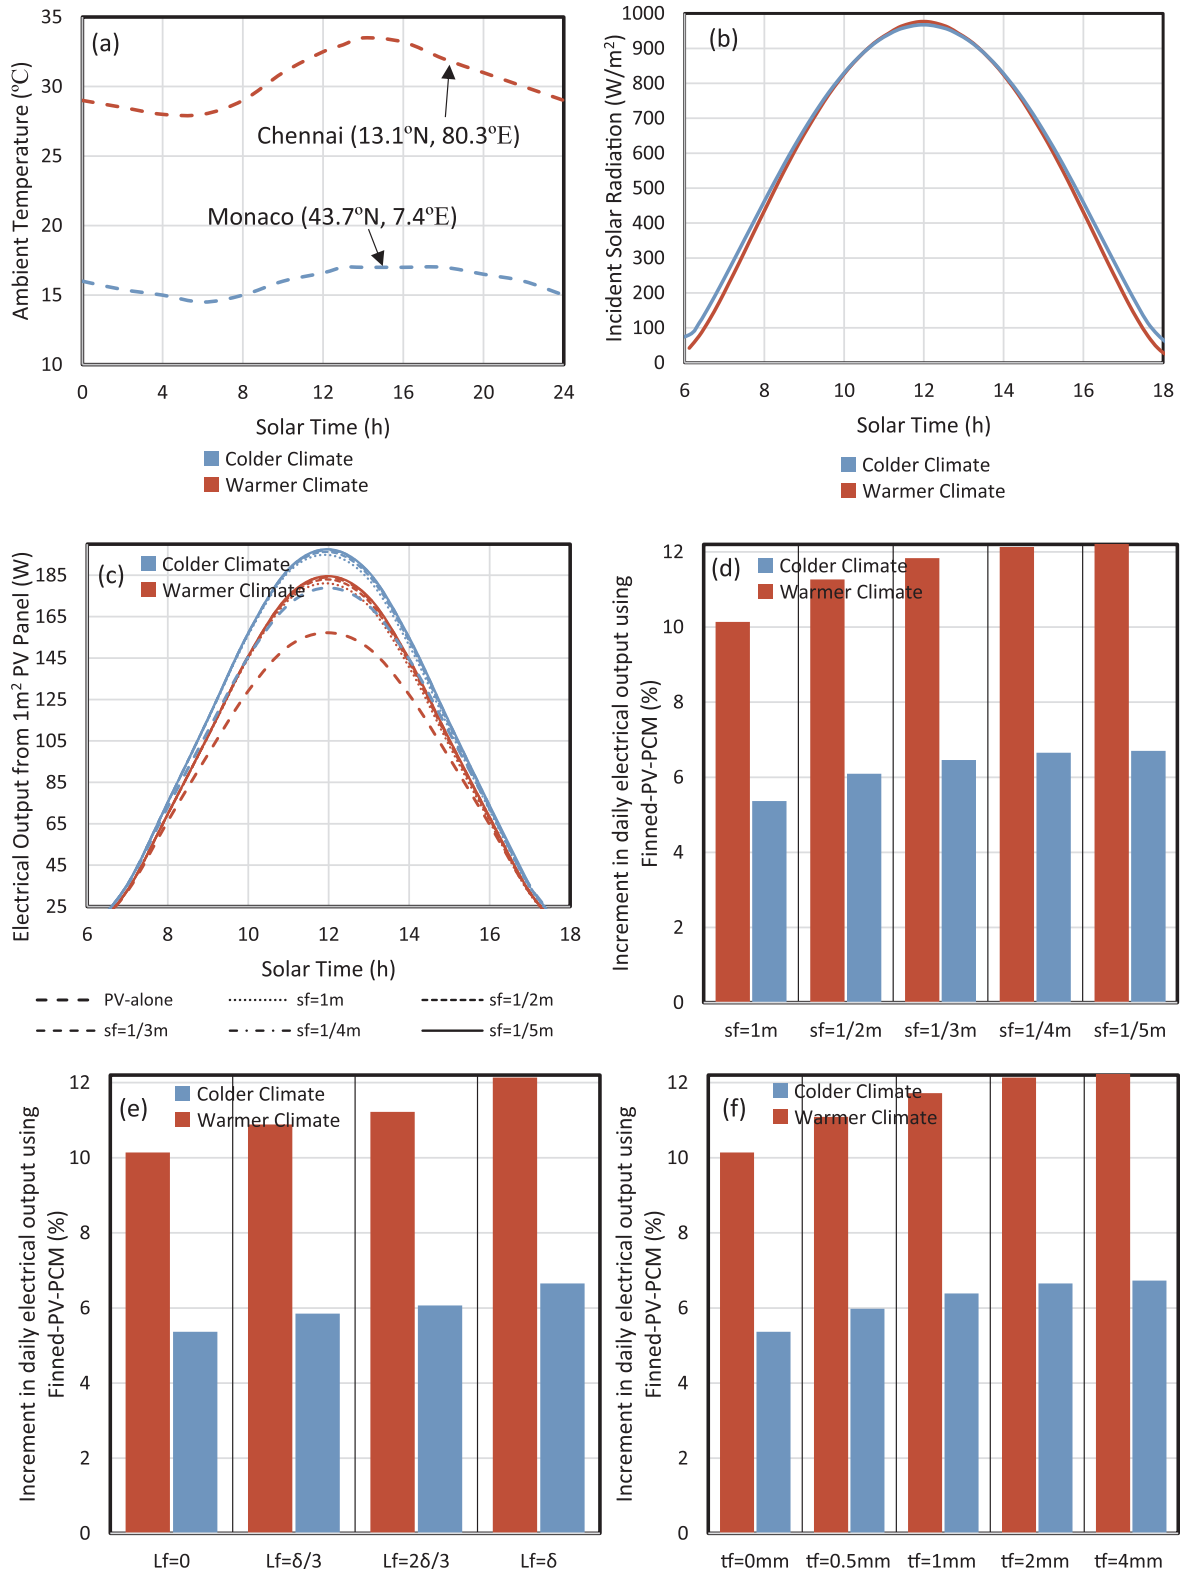 (a)
35
30
25
20
15
10
Ambient Temperature (ºC)
Chennai (13.1ºN, 80.3ºE)
Monaco (43.7ºN, 7.4ºE)
0 4 8 12 16 20 24
Solar Time (h)
Colder Climate
Warmer Climate
(b)
1000
900
800
700
600
500
400
300
200
100
0
Incident Solar Radiation (W/m²)
6 8 10 12 14 16 18
Solar Time (h)
Colder Climate
Warmer Climate
(c)
Colder Climate
Warmer Climate
185
165
145
125
105
85
65
45
25
Electrical Output from 1m² PV Panel (W)
6 8 10 12 14 16 18
Solar Time (h)
PV-alone sf=1m sf=1/2m
sf=1/3m sf=1/4m sf=1/5m
(d)
Colder Climate
Warmer Climate
12
10
8
6
4
2
0
Increment in daily electrical output using
Finned-PV-PCM (%)
sf=1m sf=1/2m sf=1/3m sf=1/4m sf=1/5m
(e)
Colder Climate
Warmer Climate
12
10
8
6
4
2
0
Increment in daily electrical output using
Finned-PV-PCM (%)
Lf=0 Lf=δ/3 Lf=2δ/3 Lf=δ
(f)
Colder Climate
Warmer Climate
12
10
8
6
4
2
0
Increment in daily electrical output using
Finned-PV-PCM (%)
tf=0mm tf=0.5mm tf=1mm tf=2mm tf=4mm